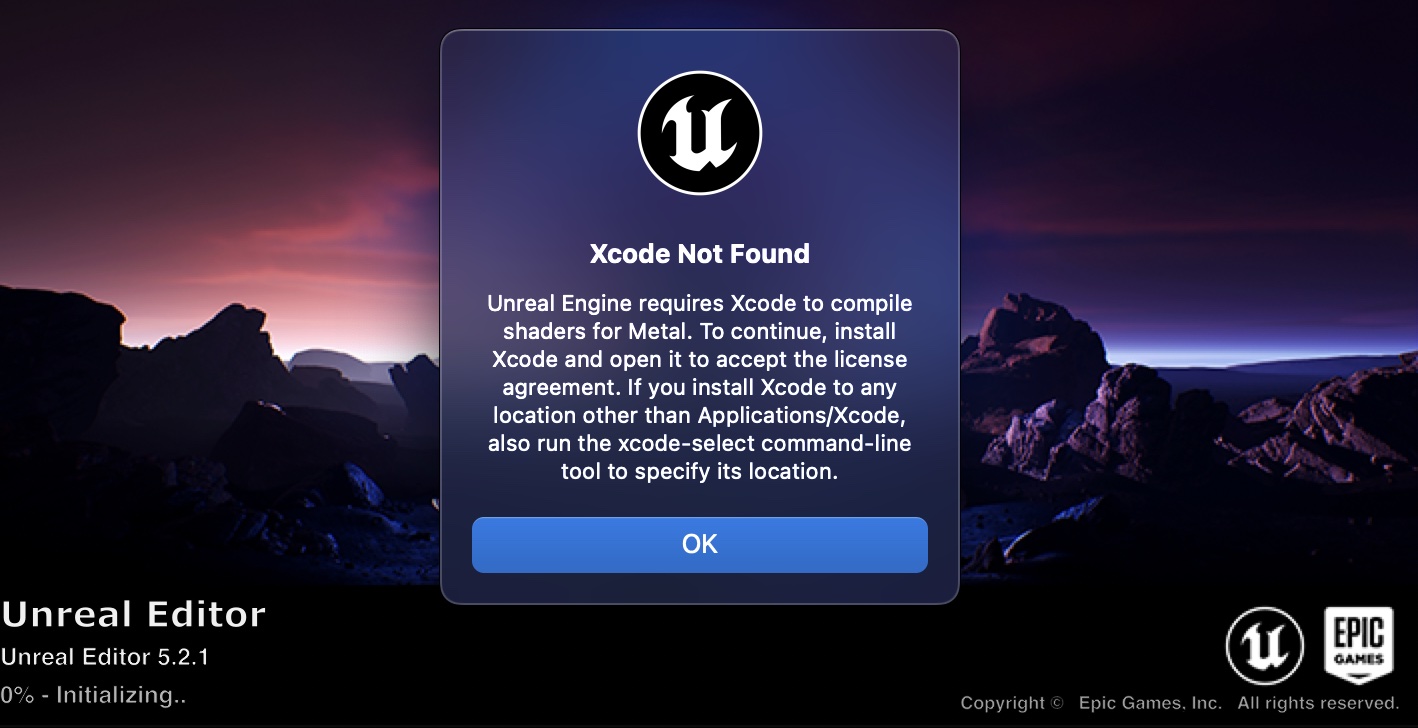 Xcode Not Found
Unreal Engine requires Xcode to compile
shaders for Metal. To continue, install
Xcode and open it to accept the license
agreement. If you install Xcode to any
location other than Applications/Xcode,
also run the xcode-select command-line
tool to specify its location.
OK
Unreal Editor
Unreal Editor 5.2.1
0% - Initializing..
EPIC
GAMES
Copyright © Epic Games, Inc. All rights reserved.